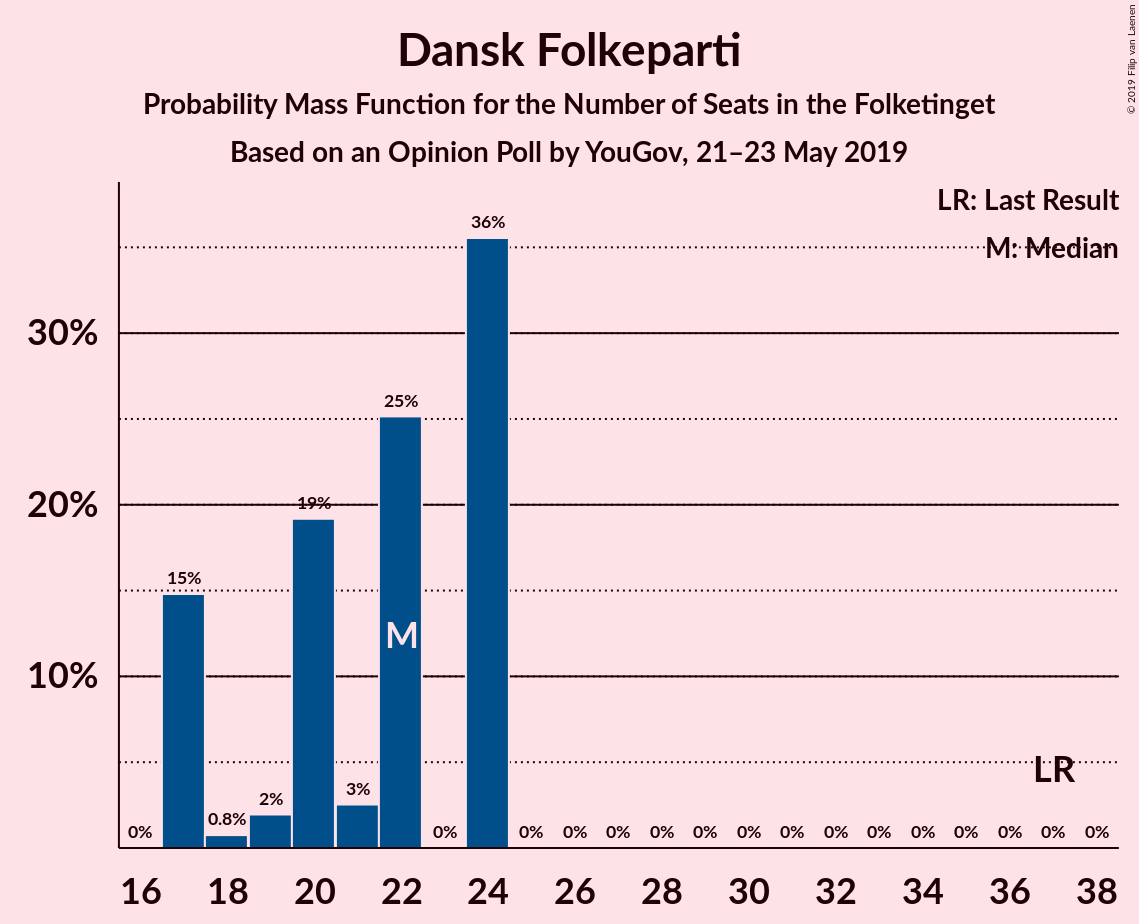 Dansk Folkeparti
Probability Mass Function for the Number of Seats in the Folketinget
Based on an Opinion Poll by YouGov, 21–23 May 2019
© 2019 Filip van Laenen
LR: Last Result
M: Median
30%
20%
10%
0%
15%
0.8%
2%
19%
3%
25%
0%
36%
0%
0%
0%
0%
0%
0%
0%
0%
0%
0%
0%
0%
0%
0%
M
LR
16 18 20 22 24 26 28 30 32 34 36 38